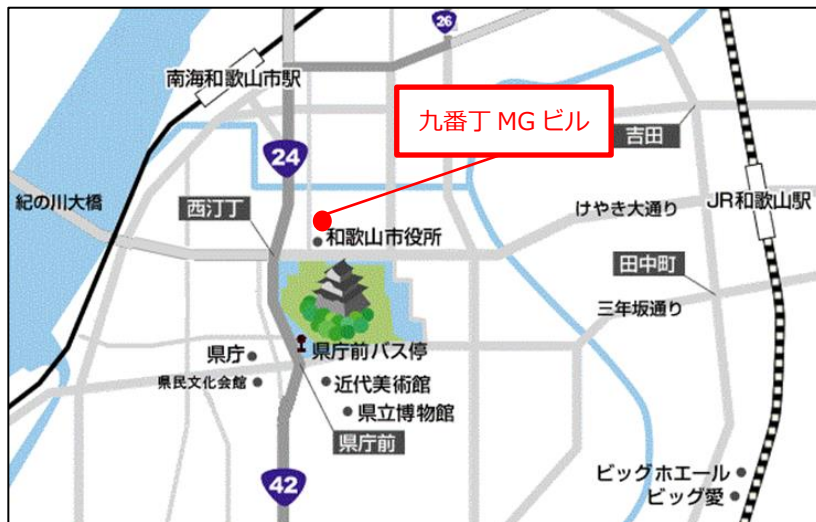 26
南海和歌山市駅
九番丁 MG ビル
吉田
24
紀の川大橋
西汀丁
けやき大通り
JR和歌山駅
和歌山市役所
田中町
三年坂通り
県庁前バス停
県庁
県民文化会館
近代美術館
県立博物館
県庁前
42
ビッグホエール
ビッグ愛